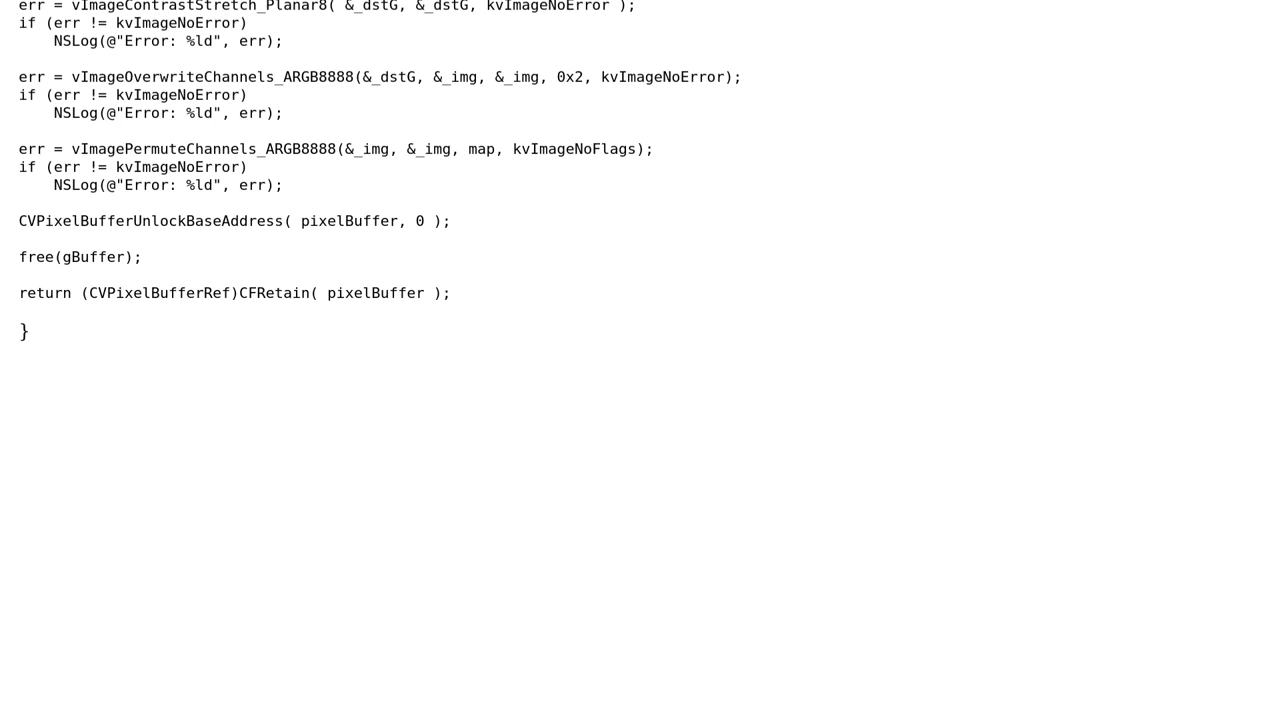 err = vImageContrastStretch_Planar8( &_dstG, &_dstG, kvImageNoError );
if (err != kvImageNoError)
    NSLog(@"Error: %ld", err);

err = vImageOverwriteChannels_ARGB8888(&_dstG, &_img, &_img, 0x2, kvImageNoError);
if (err != kvImageNoError)
    NSLog(@"Error: %ld", err);

err = vImagePermuteChannels_ARGB8888(&_img, &_img, map, kvImageNoFlags);
if (err != kvImageNoError)
    NSLog(@"Error: %ld", err);

CVPixelBufferUnlockBaseAddress( pixelBuffer, 0 );

free(gBuffer);

return (CVPixelBufferRef)CFRetain( pixelBuffer );

}